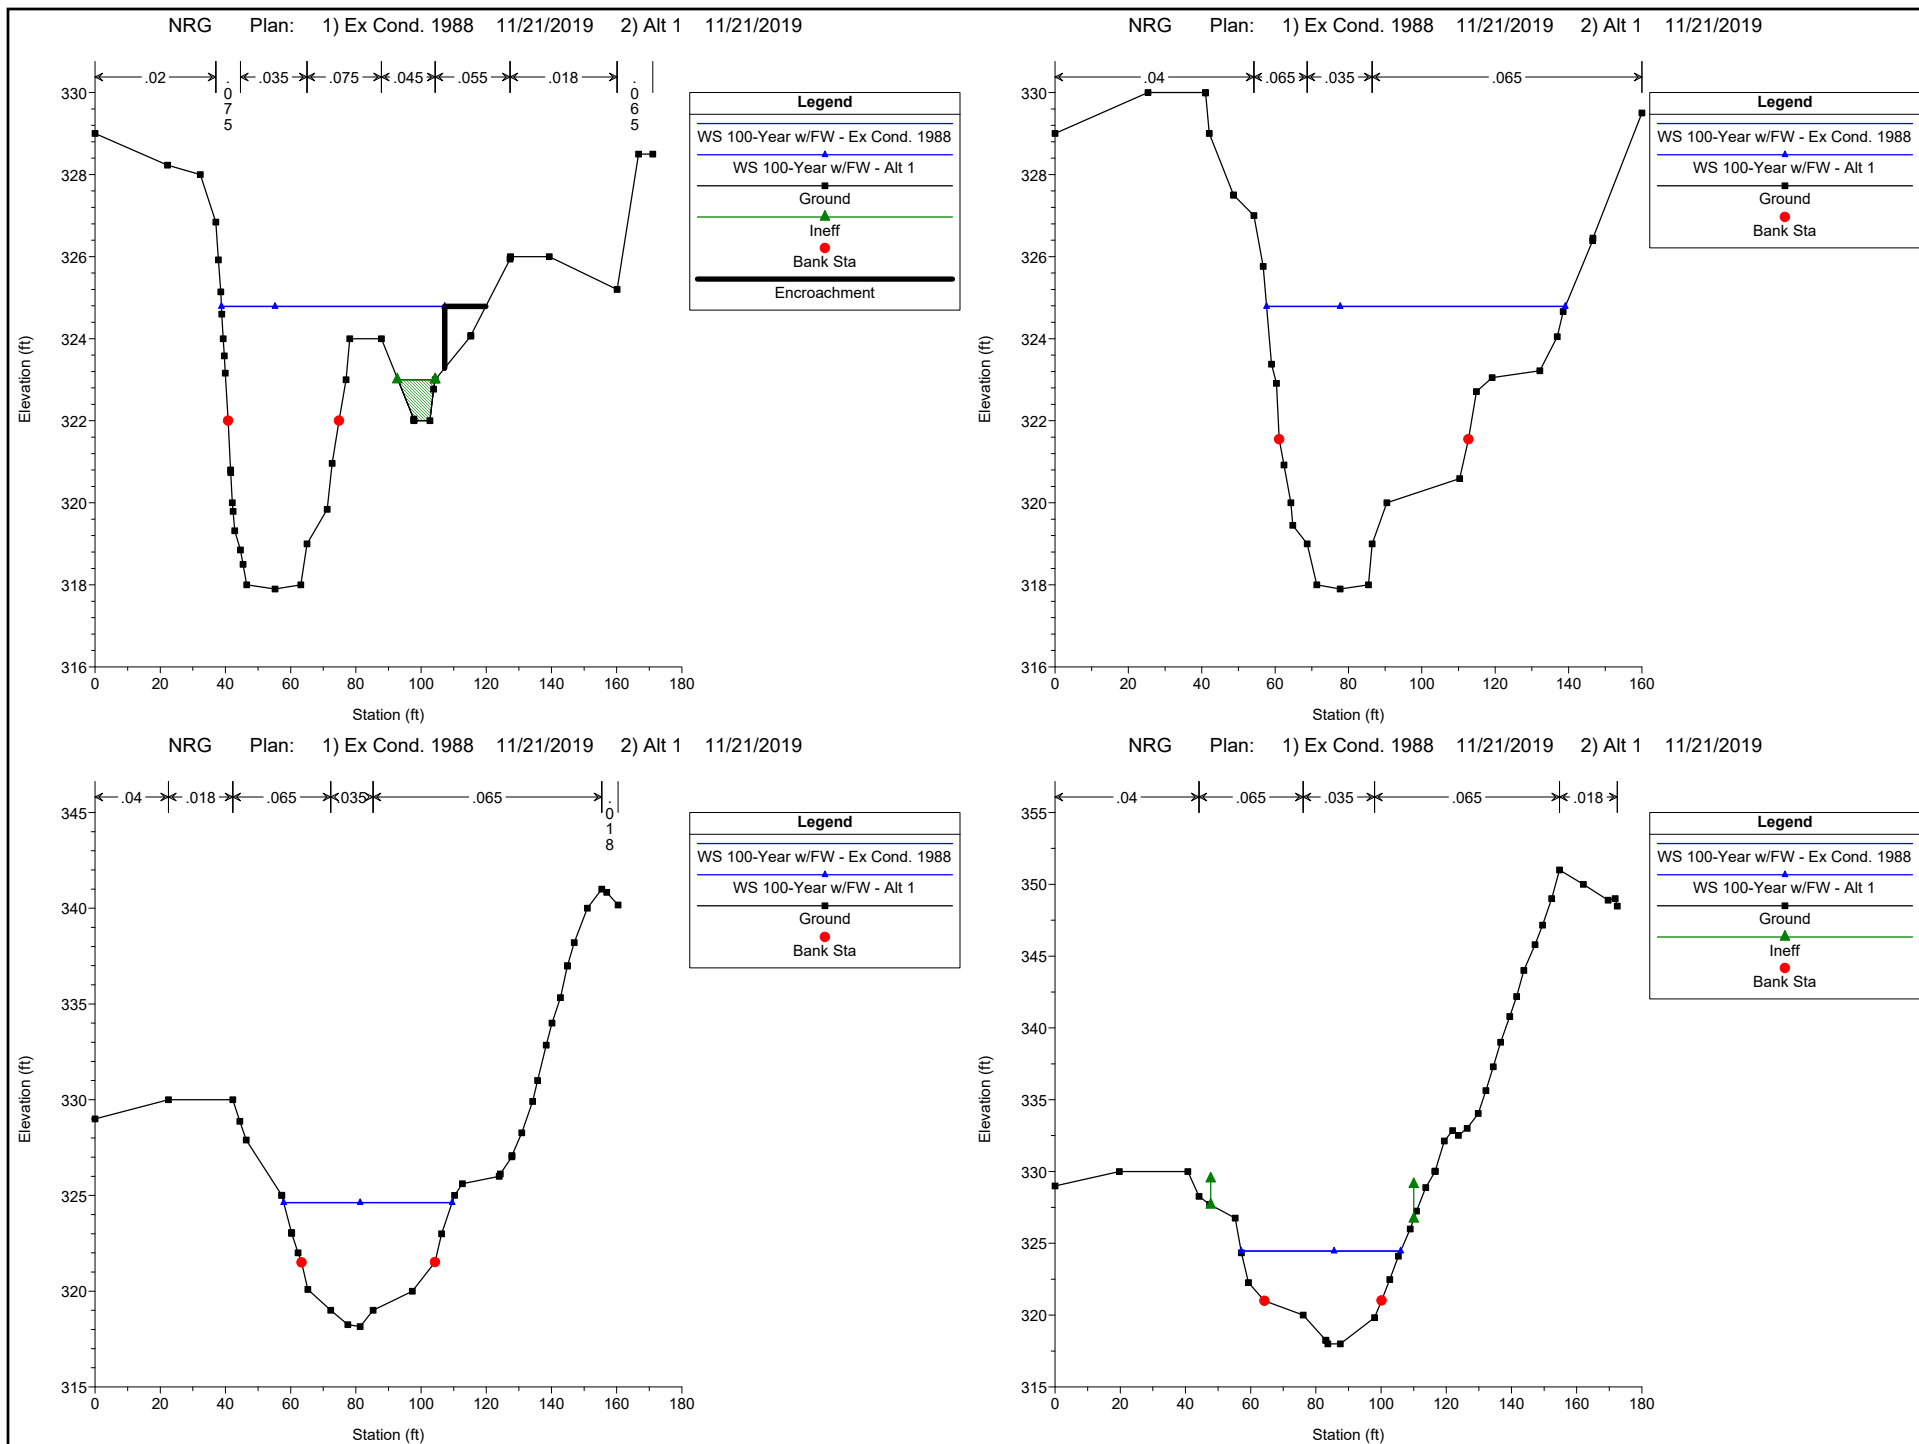 NRG Plan: 1) Ex Cond. 1988 11/21/2019 2) Alt 1 11/21/2019
.02 .075 .035 .075 .045 .055 .018 .065
330
328
326
324
322
320
318
316
Elevation (ft)
0 20 40 60 80 100 120 140 160 180
Station (ft)
Legend
WS 100-Year w/FW - Ex Cond. 1988
WS 100-Year w/FW - Alt 1
Ground
Ineff
Bank Sta
Encroachment
NRG Plan: 1) Ex Cond. 1988 11/21/2019 2) Alt 1 11/21/2019
.04 .065 .035 .065
330
328
326
324
322
320
318
316
Elevation (ft)
0 20 40 60 80 100 120 140 160
Station (ft)
Legend
WS 100-Year w/FW - Ex Cond. 1988
WS 100-Year w/FW - Alt 1
Ground
Bank Sta
NRG Plan: 1) Ex Cond. 1988 11/21/2019 2) Alt 1 11/21/2019
.04 .018 .065 .035 .065 .018
345
340
335
330
325
320
315
Elevation (ft)
0 20 40 60 80 100 120 140 160 180
Station (ft)
Legend
WS 100-Year w/FW - Ex Cond. 1988
WS 100-Year w/FW - Alt 1
Ground
Bank Sta
NRG Plan: 1) Ex Cond. 1988 11/21/2019 2) Alt 1 11/21/2019
.04 .065 .035 .065 .018
355
350
345
340
335
330
325
320
315
Elevation (ft)
0 20 40 60 80 100 120 140 160 180
Station (ft)
Legend
WS 100-Year w/FW - Ex Cond. 1988
WS 100-Year w/FW - Alt 1
Ground
Ineff
Bank Sta